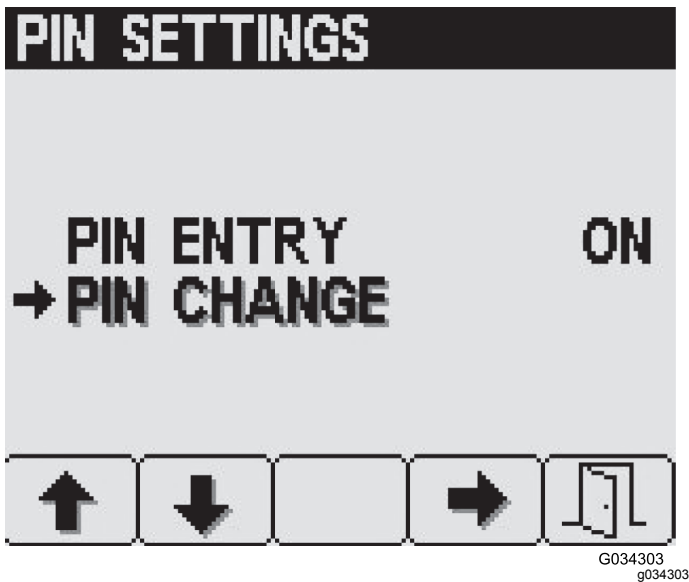 PIN SETTINGS
PIN ENTRY ON
PIN CHANGE
G034303
g034303